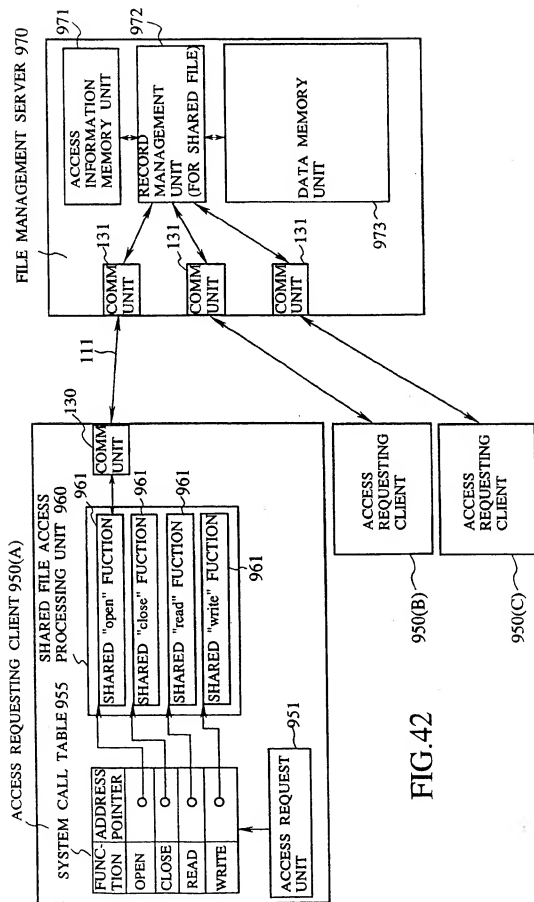 ACCESS REQUESTING CLIENT 950(A)
SYSTEM CALL TABLE 955
FUNC-
TION
ADDRESS
POINTER
OPEN
CLOSE
READ
WRITE
ACCESS REQUEST
UNIT
951
SHARED FILE ACCESS
PROCESSING UNIT 960
961
SHARED "open" FUCTION
961
SHARED "close" FUCTION
961
SHARED "read" FUCTION
SHARED "write" FUCTION
961
130
COMM
UNIT
111
FILE MANAGEMENT SERVER 970
131
COMM
UNIT
131
COMM
UNIT
131
COMM
UNIT
971
ACCESS
INFORMATION
MEMORY UNIT
972
RECORD
MANAGEMENT
UNIT
(FOR SHARED FILE)
DATA MEMORY
UNIT
973
ACCESS
REQUESTING
CLIENT
950(B)
ACCESS
REQUESTING
CLIENT
950(C)
FIG.42